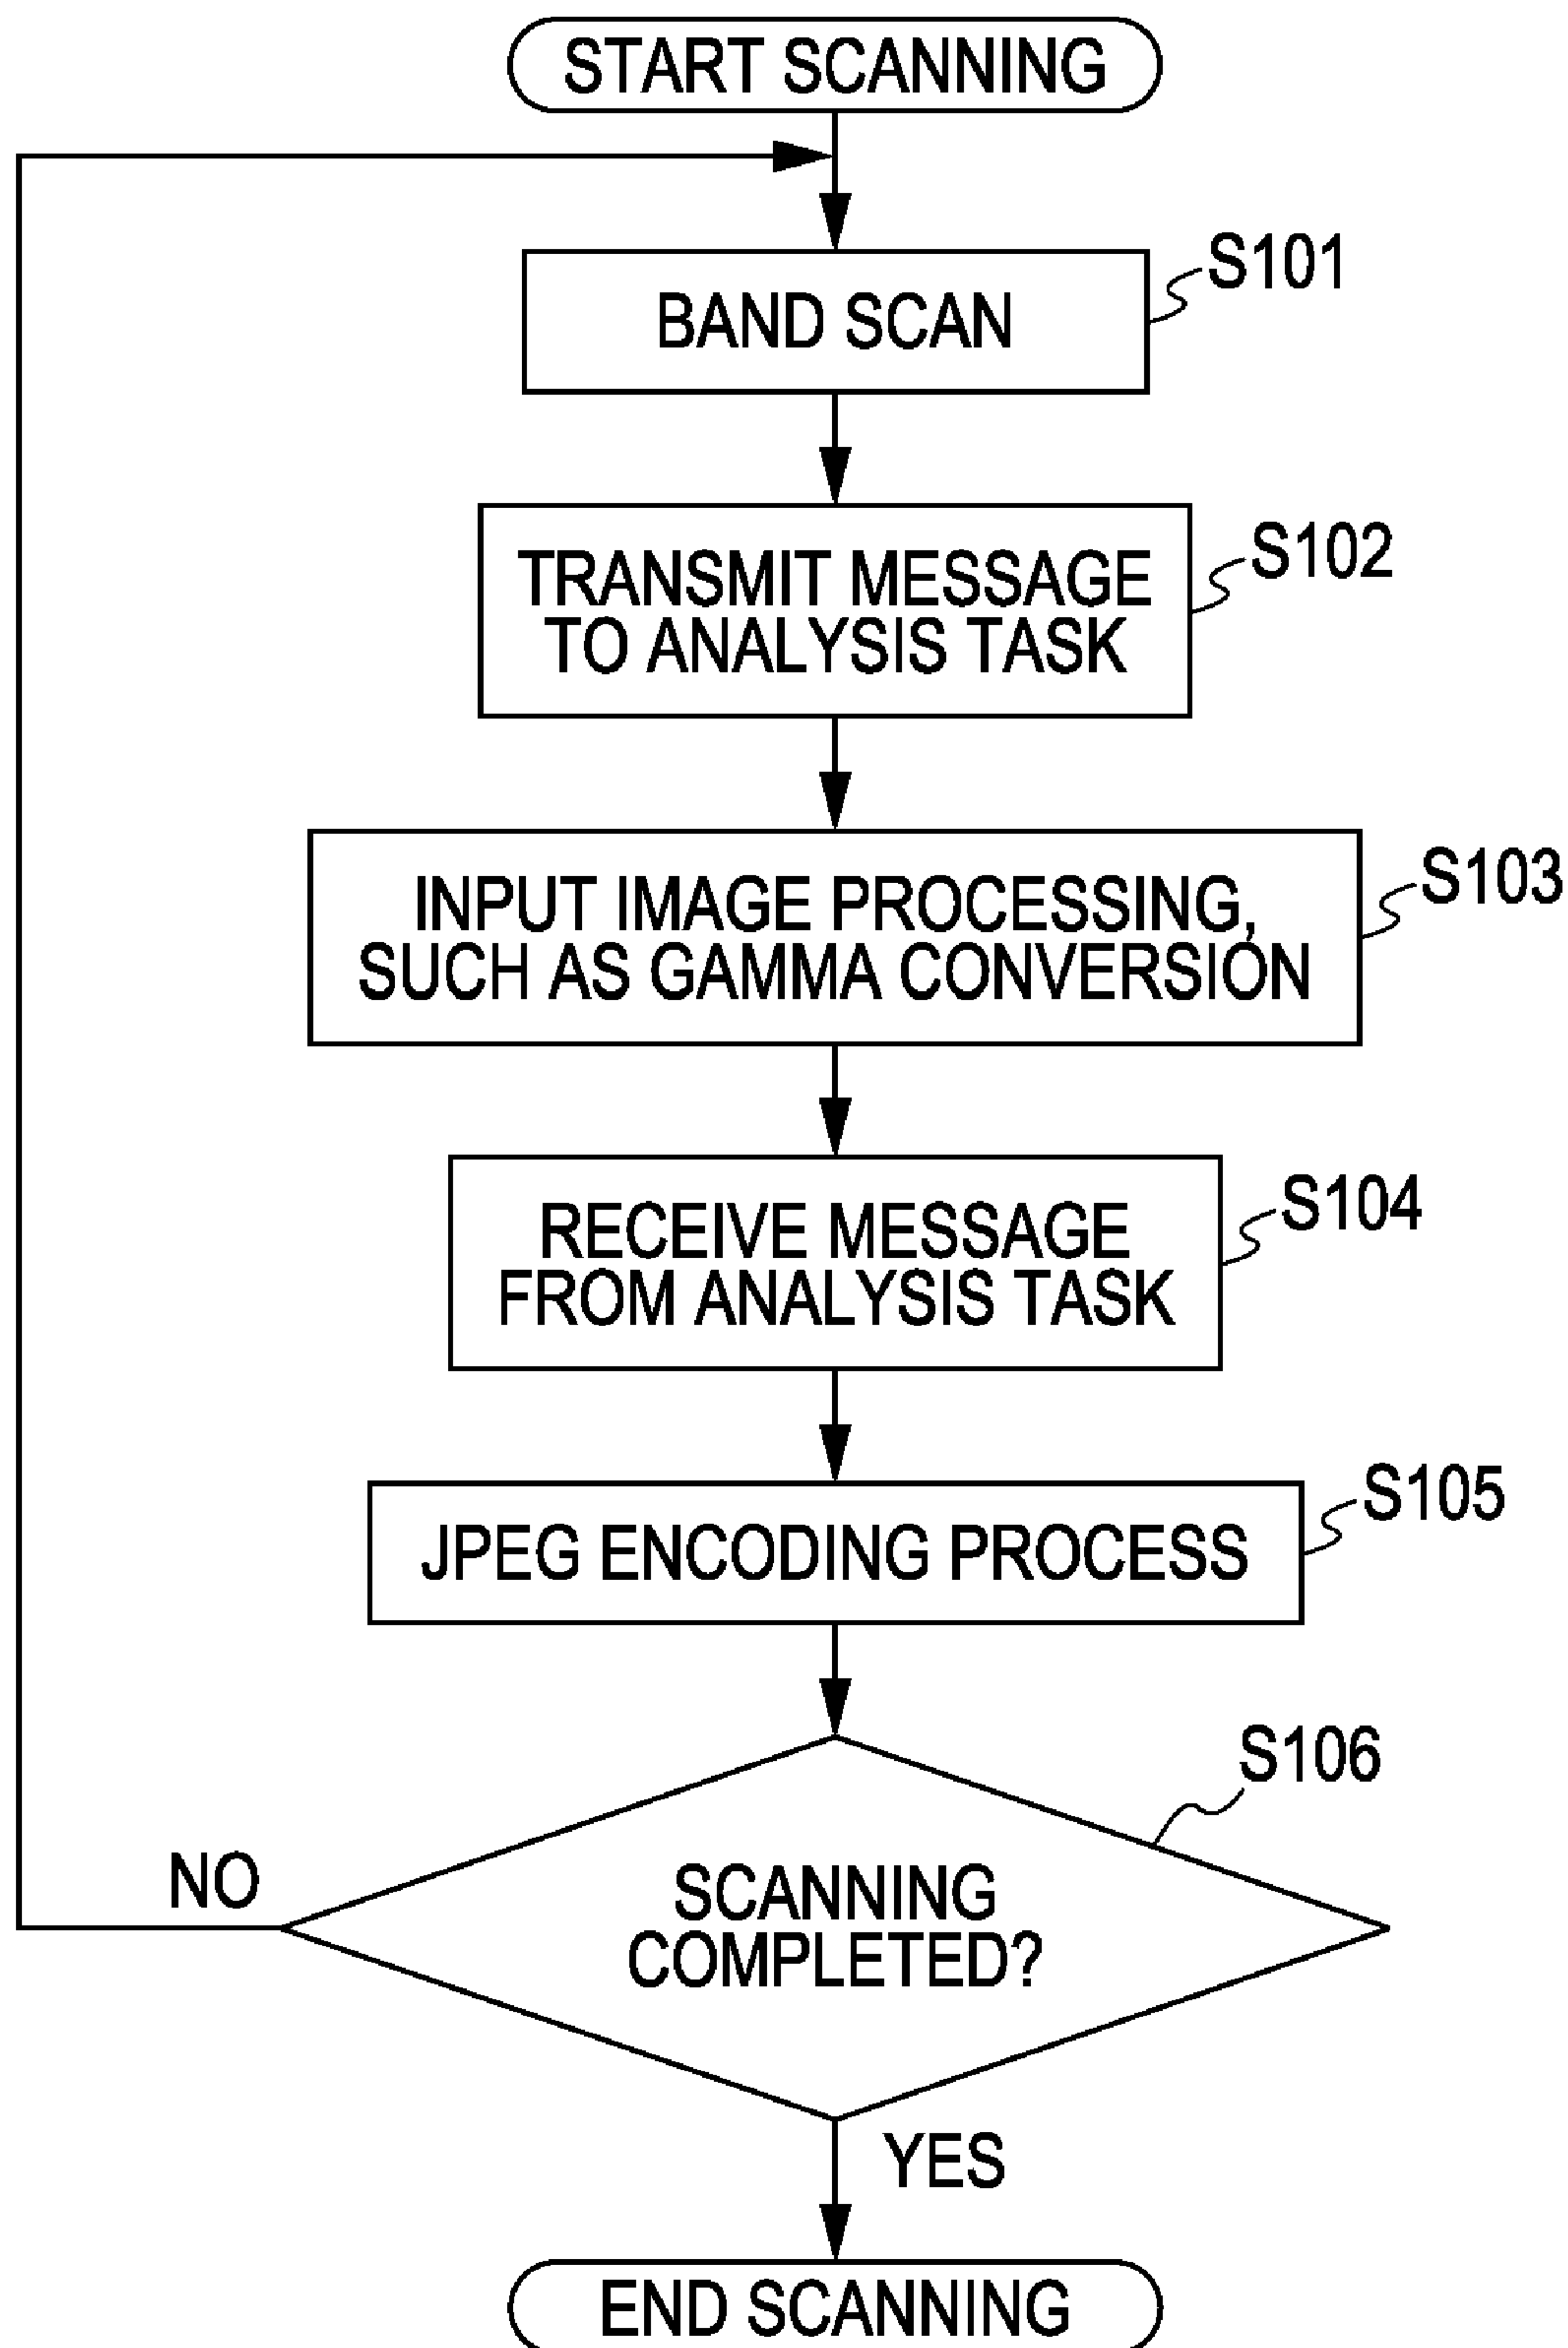 START SCANNING
S101
BAND SCAN
S102
TRANSMIT MESSAGE
TO ANALYSIS TASK
S103
INPUT IMAGE PROCESSING,
SUCH AS GAMMA CONVERSION
S104
RECEIVE MESSAGE
FROM ANALYSIS TASK
S105
JPEG ENCODING PROCESS
S106
NO
SCANNING
COMPLETED?
YES
END SCANNING